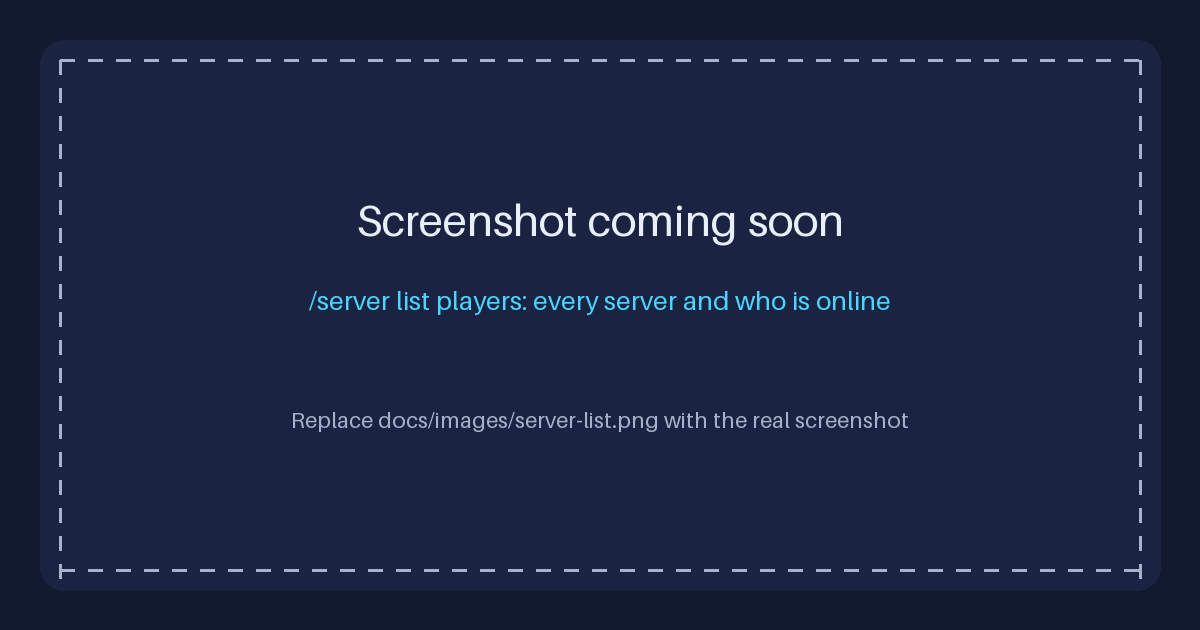 Screenshot coming soon
/server list players: every server and who is online
Replace docs/images/server-list.png with the real screenshot